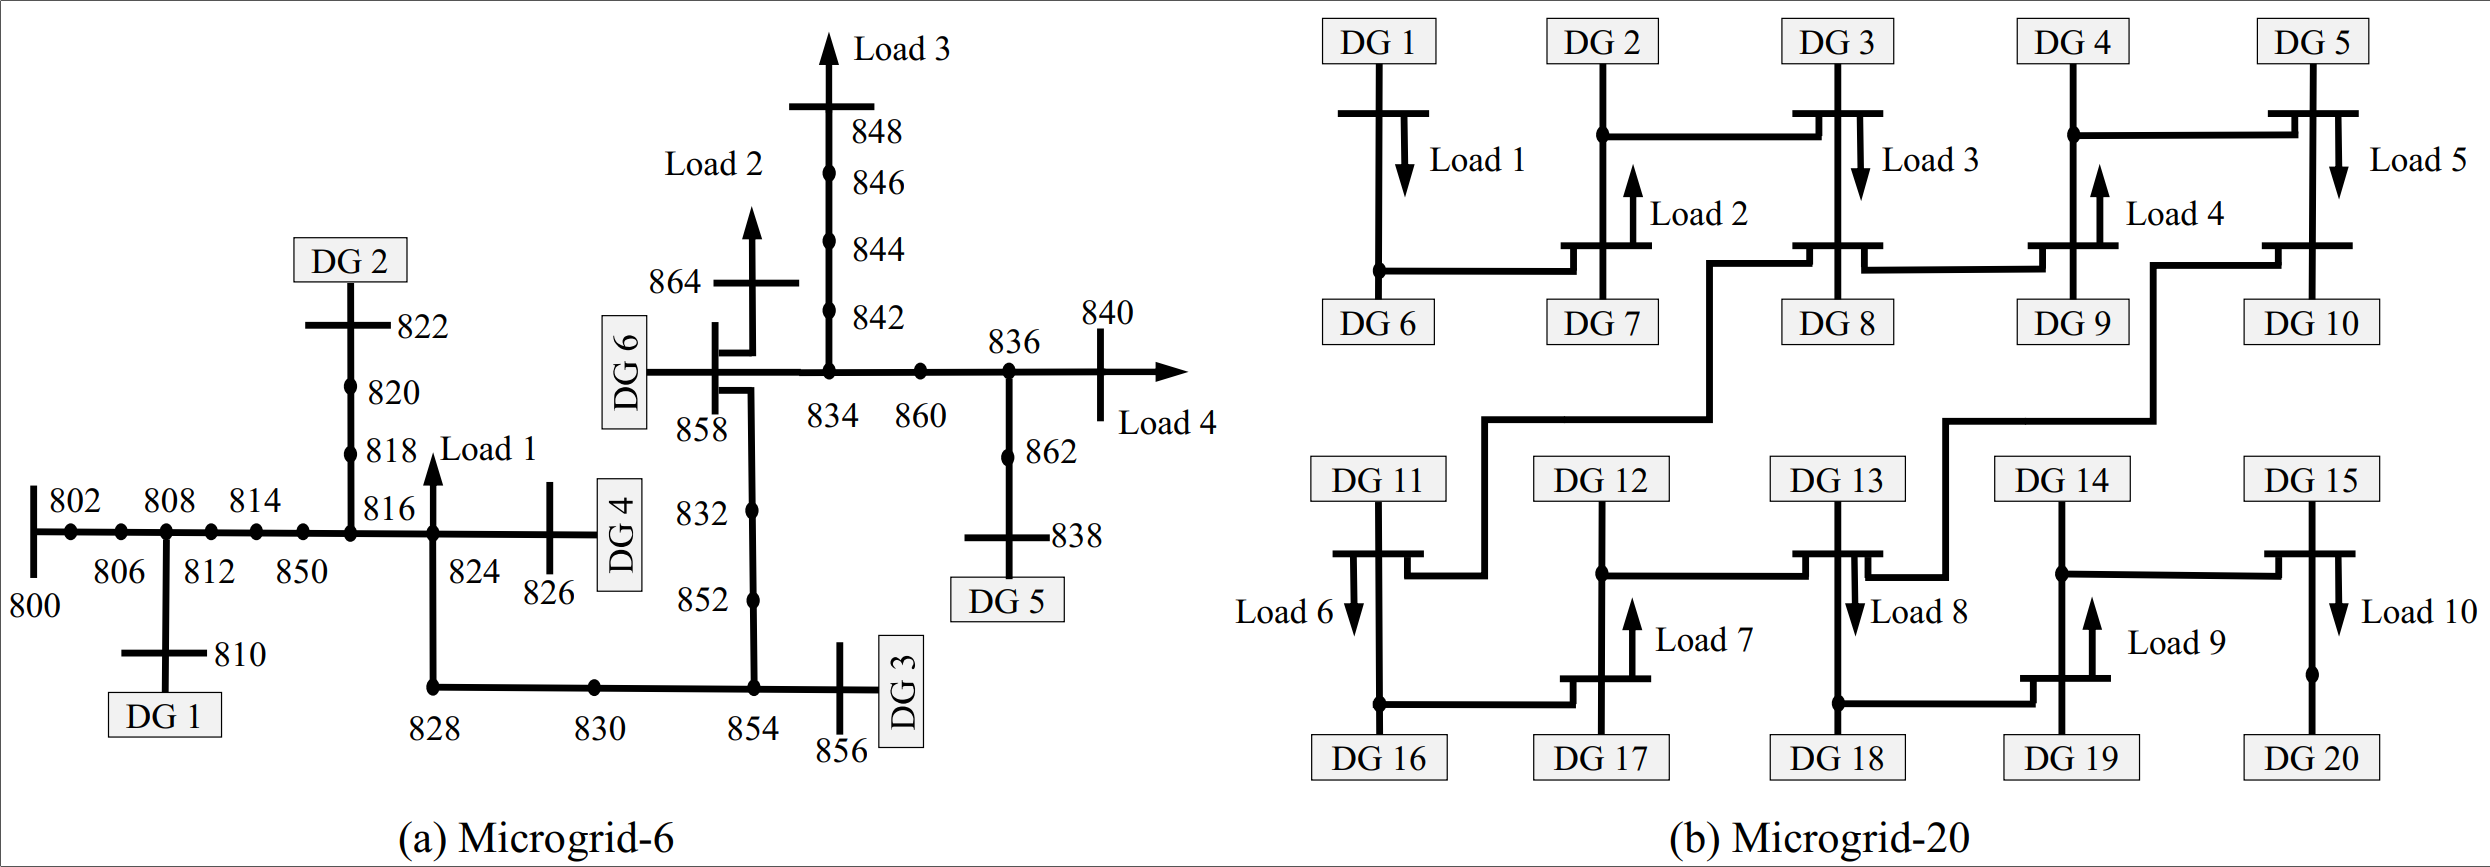 Load 3
848
Load 2
846
DG 2
844
864
842
840
822
DG 6
836
820
858
834
860
Load 4
818
Load 1
862
802
808
814
816
DG 4
832
838
806
812
850
824
826
800
852
DG 5
810
DG 1
828
830
854
856
DG 3
(a) Microgrid-6
DG 1
DG 2
DG 3
DG 4
DG 5
Load 1
Load 3
Load 5
Load 2
Load 4
DG 6
DG 7
DG 8
DG 9
DG 10
DG 11
DG 12
DG 13
DG 14
DG 15
Load 6
Load 8
Load 10
Load 7
Load 9
DG 16
DG 17
DG 18
DG 19
DG 20
(b) Microgrid-20